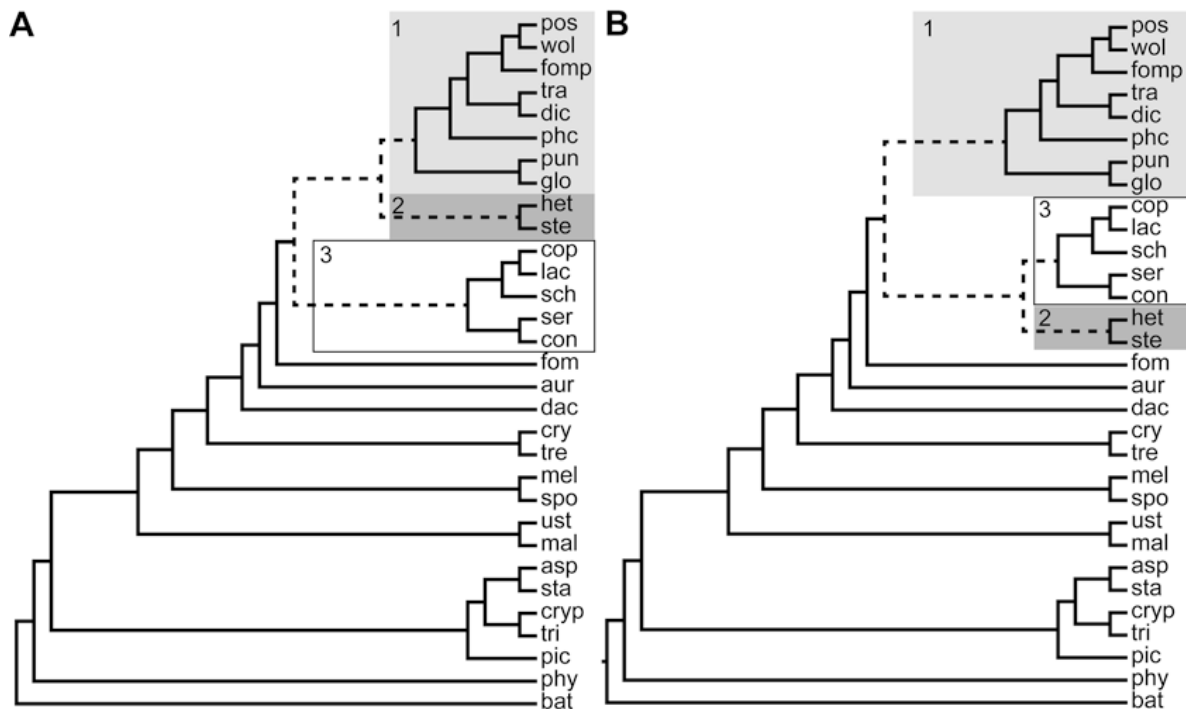 A
1
pos
wol
fomp
tra
dic
phc
pun
glo
2
het
ste
3
cop
lac
sch
ser
con
fom
aur
dac
cry
tre
mel
spo
ust
mal
asp
sta
cryp
tri
pic
phy
bat
B
1
pos
wol
fomp
tra
dic
phc
pun
glo
3
cop
lac
sch
ser
con
2
het
ste
fom
aur
dac
cry
tre
mel
spo
ust
mal
asp
sta
cryp
tri
pic
phy
bat